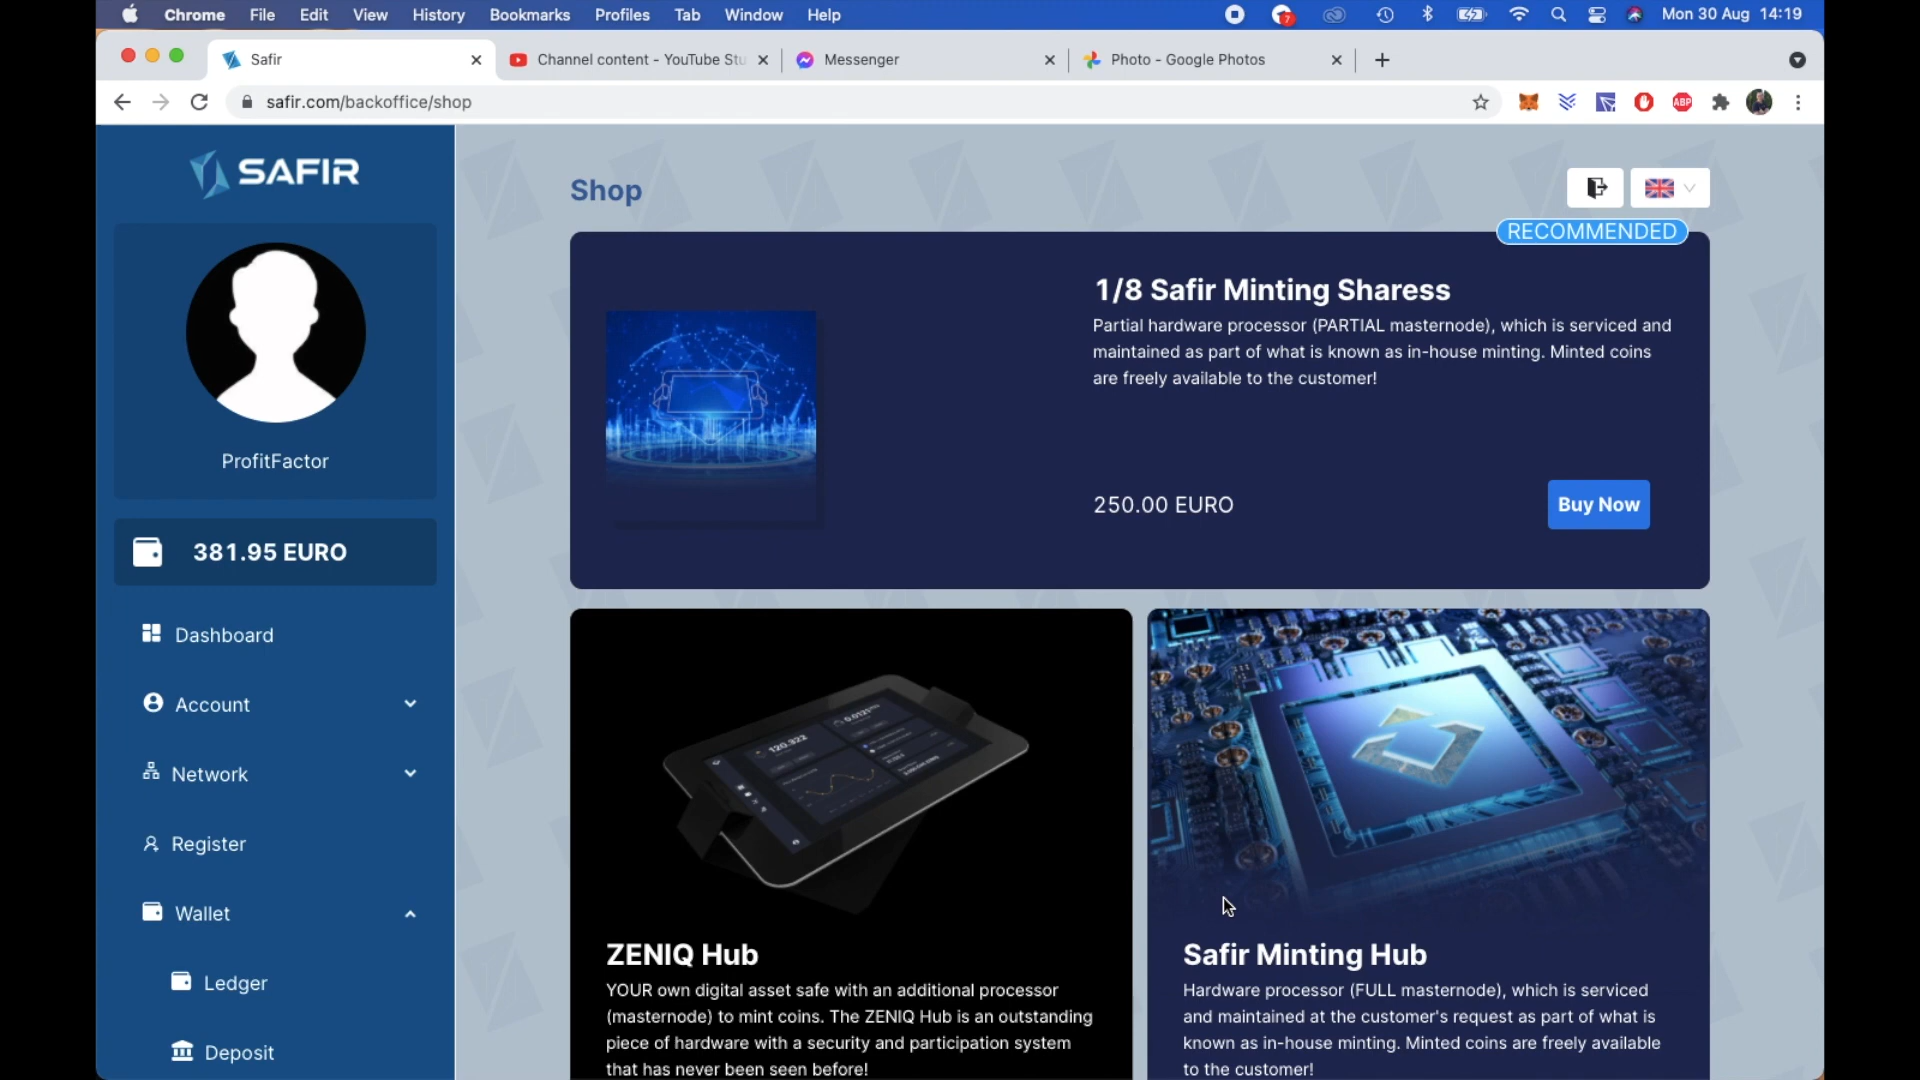 Chrome File Edit View History Bookmarks Profiles Tab Window Help
7
Mon 30 Aug 14:19
Safir
Channel content - YouTube Stu
Messenger
Photo - Google Photos
safir.com/backoffice/shop
ABP
SAFIR
ProfitFactor
381.95 EURO
Dashboard
Account
Network
Register
Wallet
Ledger
Deposit
Shop
RECOMMENDED
1/8 Safir Minting Sharess
Partial hardware processor (PARTIAL masternode), which is serviced and
maintained as part of what is known as in-house minting. Minted coins
are freely available to the customer!
250.00 EURO
Buy Now
120.322
ZENIQ Hub
YOUR own digital asset safe with an additional processor
(masternode) to mint coins. The ZENIQ Hub is an outstanding
piece of hardware with a security and participation system
that has never been seen before!
Safir Minting Hub
Hardware processor (FULL masternode), which is serviced
and maintained at the customer's request as part of what is
known as in-house minting. Minted coins are freely available
to the customer!